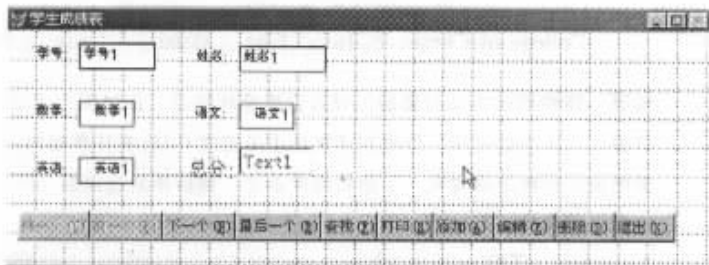 学生成绩表
学号: 学号1 姓名: 姓名1
数学: 数学1 语文: 语文1
英语: 英语1 总分: Text1
下一个(N) 最后一个(B) 查找(F) 打印(P) 添加(A) 编辑(E) 删除(D) 退出(X)